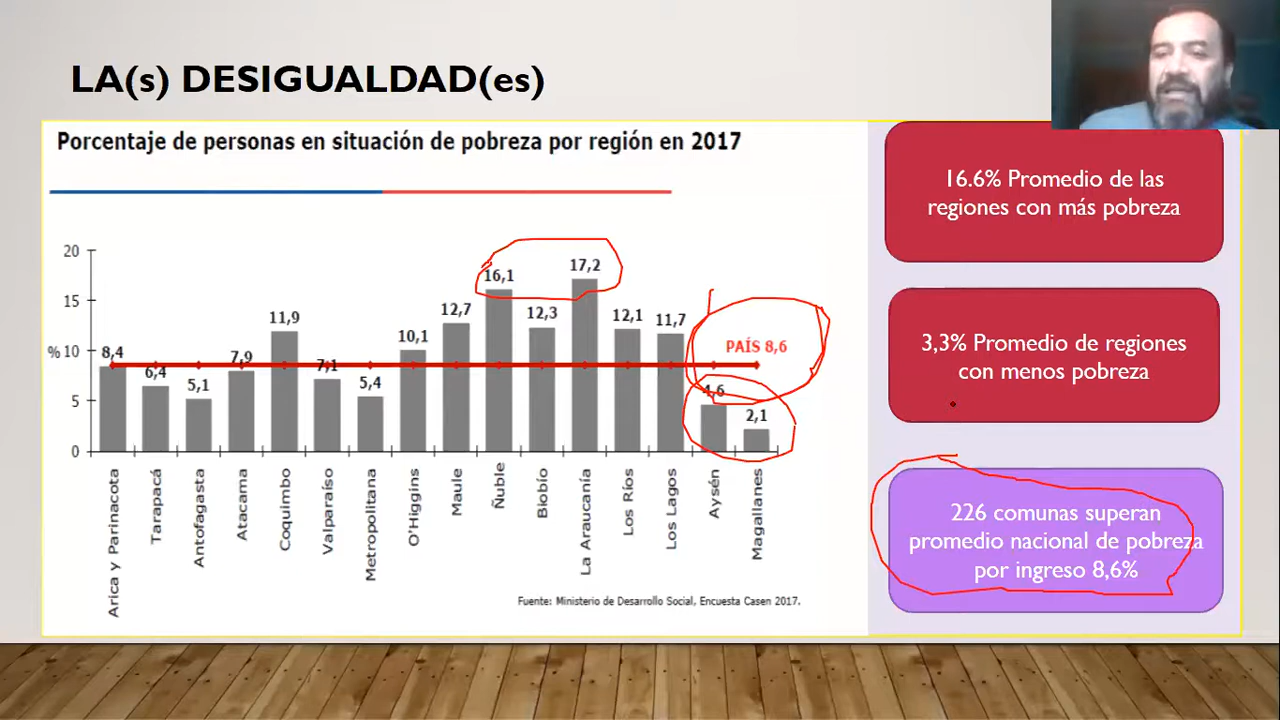 LA(s) DESIGUALDAD(es)
Porcentaje de personas en situación de pobreza por región en 2017
20
15
% 10
5
0
8,4
6,4
5,1
7,9
11,9
7,1
5,4
10,1
12,7
16,1
12,3
17,2
12,1
11,7
4,6
2,1
PAÍS 8,6
Arica y Parinacota
Tarapacá
Antofagasta
Atacama
Coquimbo
Valparaíso
Metropolitana
O'Higgins
Maule
Ñuble
Biobío
La Araucanía
Los Ríos
Los Lagos
Aysén
Magallanes
Fuente: Ministerio de Desarrollo Social, Encuesta Casen 2017.
16.6% Promedio de las
regiones con más pobreza
3,3% Promedio de regiones
con menos pobreza
226 comunas superan
promedio nacional de pobreza
por ingreso 8,6%